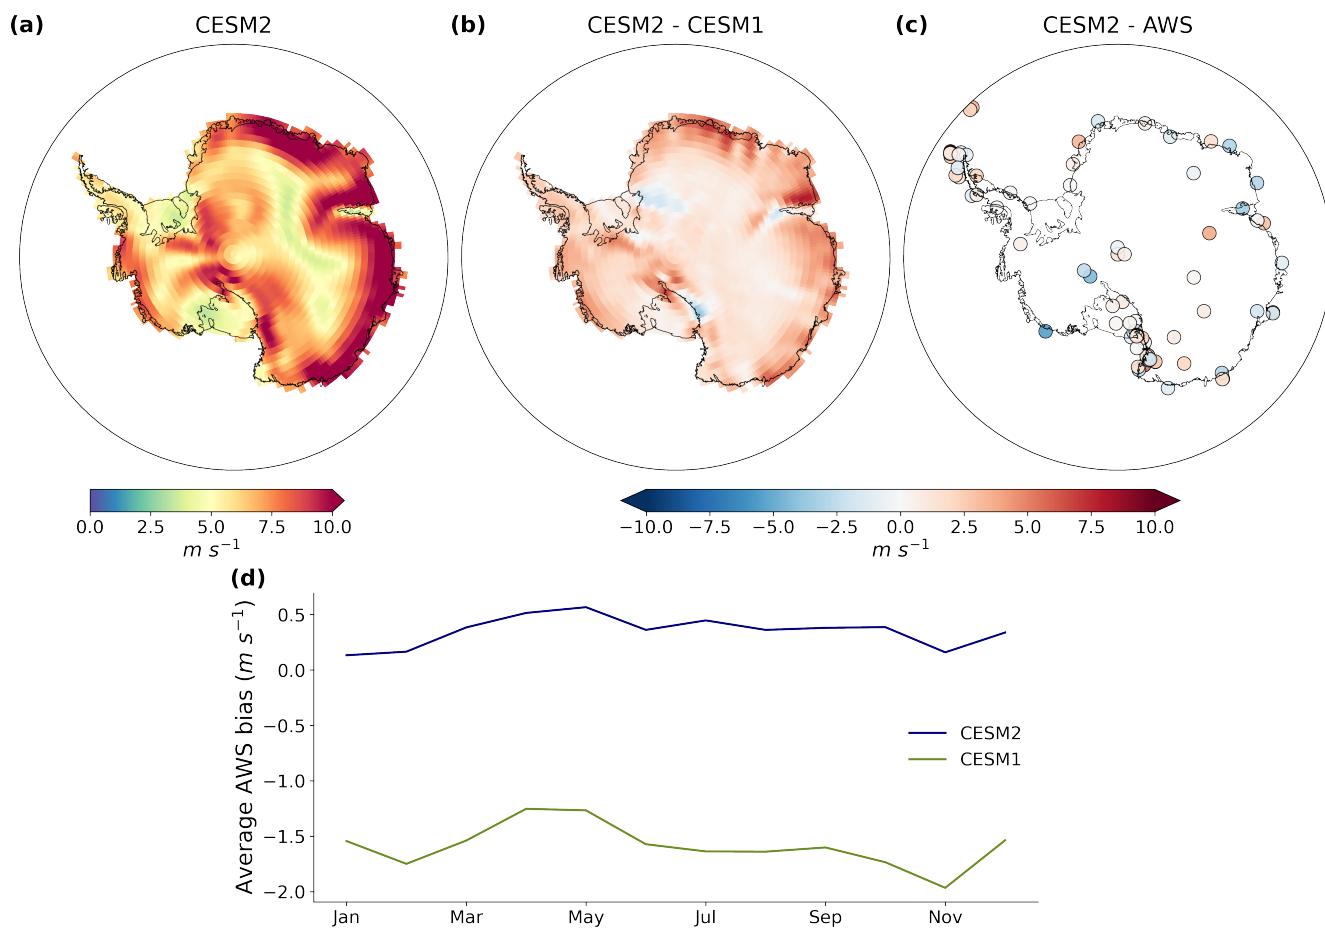 (a) CESM2
(b) CESM2 - CESM1
(c) CESM2 - AWS
0.0 2.5 5.0 7.5 10.0
m s⁻¹
−10.0 −7.5 −5.0 −2.5 0.0 2.5 5.0 7.5 10.0
m s⁻¹
(d)
Average AWS bias (m s⁻¹)
0.5
0.0
−0.5
−1.0
−1.5
−2.0
CESM2
CESM1
Jan Mar May Jul Sep Nov